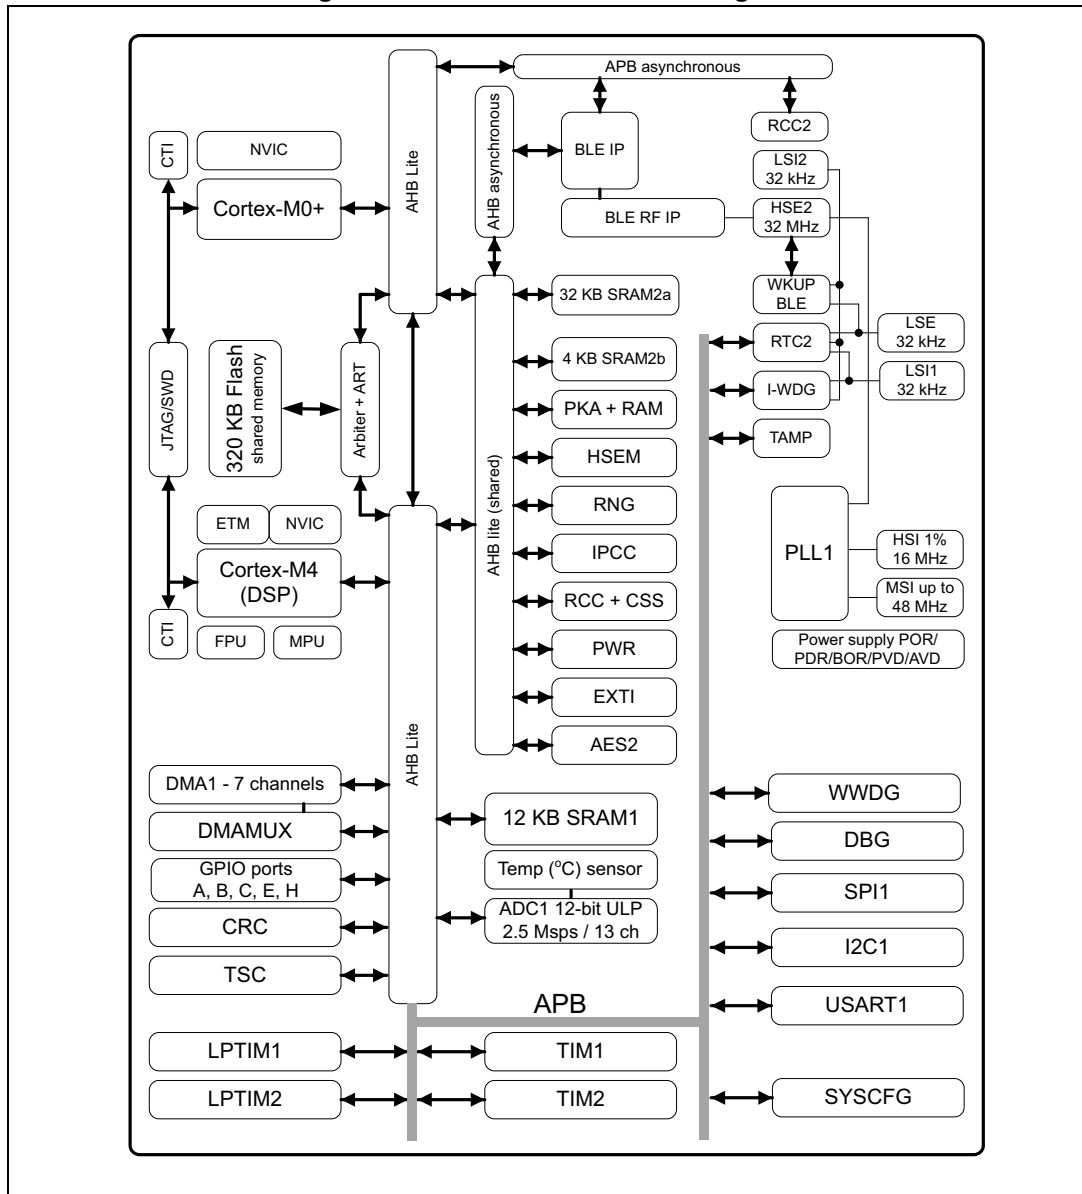 APB asynchronous
CTI
NVIC
AHB Lite
AHB asynchronous
BLE IP
RCC2
LSI2
32 kHz
Cortex-M0+
BLE RF IP
HSE2
32 MHz
32 KB SRAM2a
WKUP
BLE
JTAG/SWD
320 KB Flash
shared memory
Arbiter + ART
4 KB SRAM2b
RTC2
LSE
32 kHz
I-WDG
LSI1
32 kHz
PKA + RAM
TAMP
AHB lite (shared)
HSEM
RNG
ETM
NVIC
IPCC
PLL1
HSI 1%
16 MHz
Cortex-M4
(DSP)
RCC + CSS
MSI up to
48 MHz
CTI
FPU
MPU
PWR
Power supply POR/
PDR/BOR/PVD/AVD
EXTI
AHB Lite
AES2
DMA1 - 7 channels
WWDG
DMAMUX
12 KB SRAM1
DBG
GPIO ports
A, B, C, E, H
Temp (°C) sensor
SPI1
CRC
ADC1 12-bit ULP
2.5 Msps / 13 ch
I2C1
TSC
APB
USART1
LPTIM1
TIM1
LPTIM2
TIM2
SYSCFG